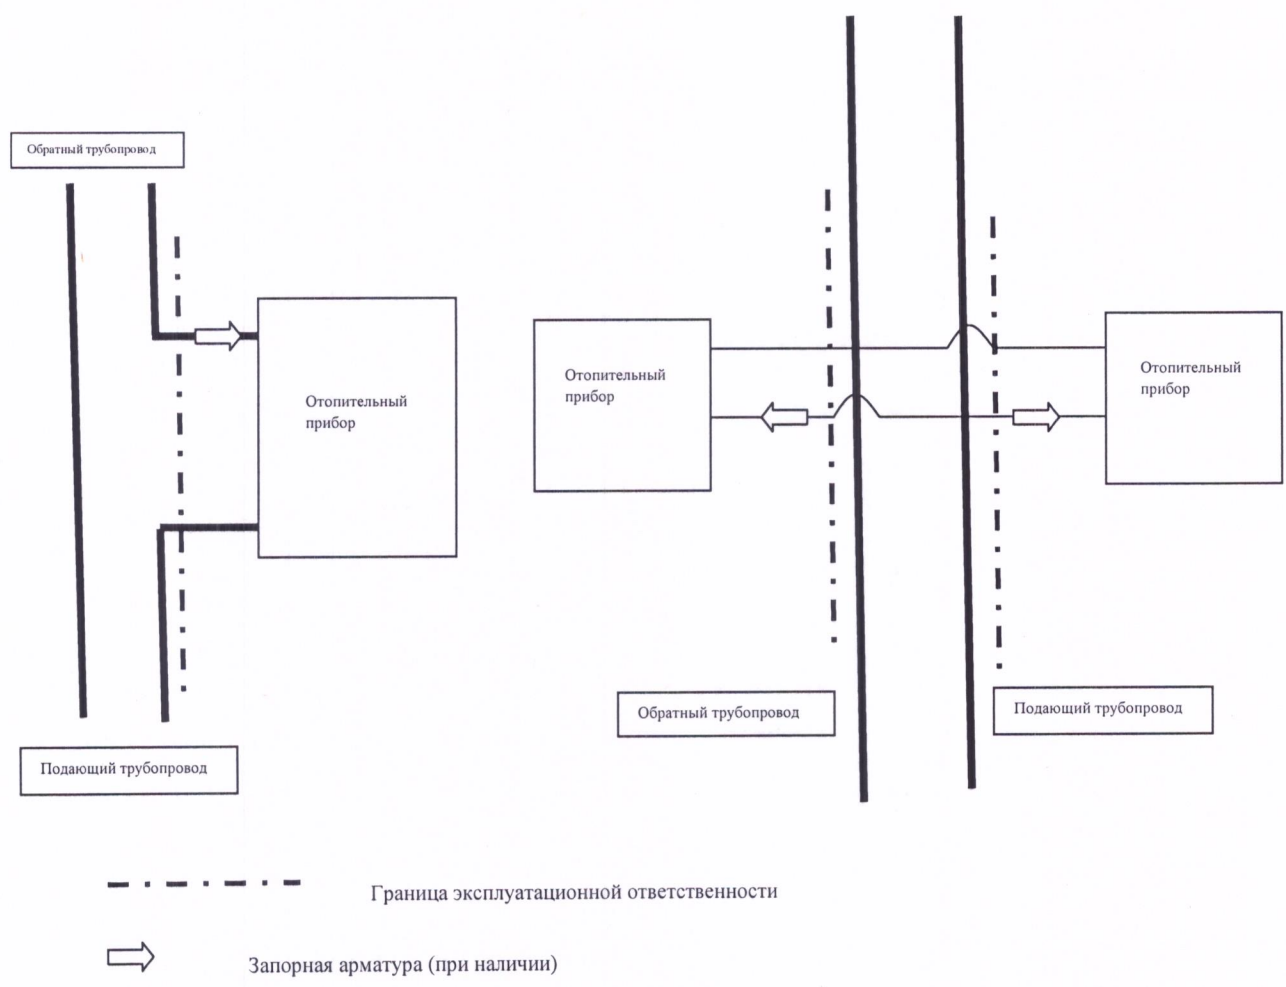 Обратный трубопровод
Отопительный
прибор
Подающий трубопровод
Отопительный
прибор
Отопительный
прибор
Обратный трубопровод
Подающий трубопровод
Граница эксплуатационной ответственности
Запорная арматура (при наличии)